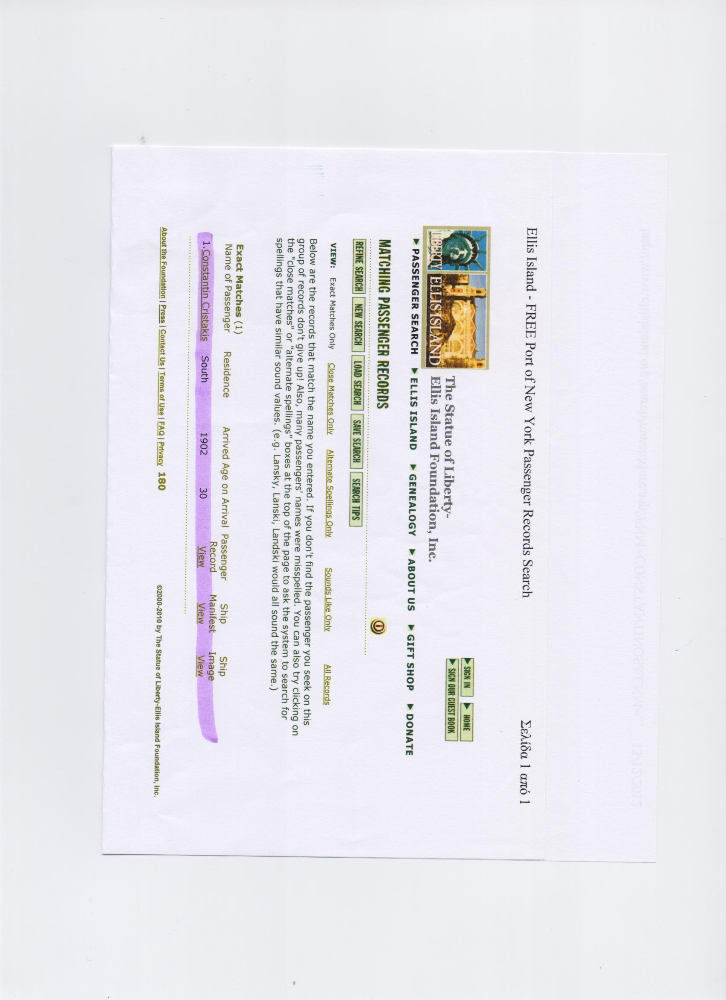 Ellis Island - FREE Port of New York Passenger Records Search Σελίδα 1 από 1
LIBERTY ELLIS ISLAND
The Statue of Liberty-
Ellis Island Foundation, Inc.
SIGN IN HOME
SIGN OUR GUEST BOOK
PASSENGER SEARCH ELLIS ISLAND GENEALOGY ABOUT US GIFT SHOP DONATE
MATCHING PASSENGER RECORDS
REFINE SEARCH NEW SEARCH LOAD SEARCH SAVE SEARCH SEARCH TIPS
VIEW: Exact Matches Only Close Matches Only Alternate Spellings Only Sounds Like Only All Records
Below are the records that match the name you entered. If you don't find the passenger you seek on this
group of records don't give up! Also, many passengers' names were misspelled. You can also try clicking on
the "close matches" or "alternate spellings" boxes at the top of the page to ask the system to search for
spellings that have similar sound values. (e.g. Lansky, Lanski, Landski would all sound the same.)
Exact Matches (1)
Name of Passenger Residence Arrived Age on Arrival Passenger Ship Ship
Record Manifest Image
1.Constantin Cristakis South 1902 30 View View View
About the Foundation | Press | Contact Us | Terms of Use | FAQ | Privacy 180 ©2000-2010 by The Statue of Liberty-Ellis Island Foundation, Inc.